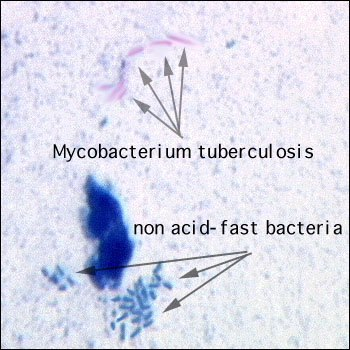 Mycobacterium tuberculosis
non acid-fast bacteria